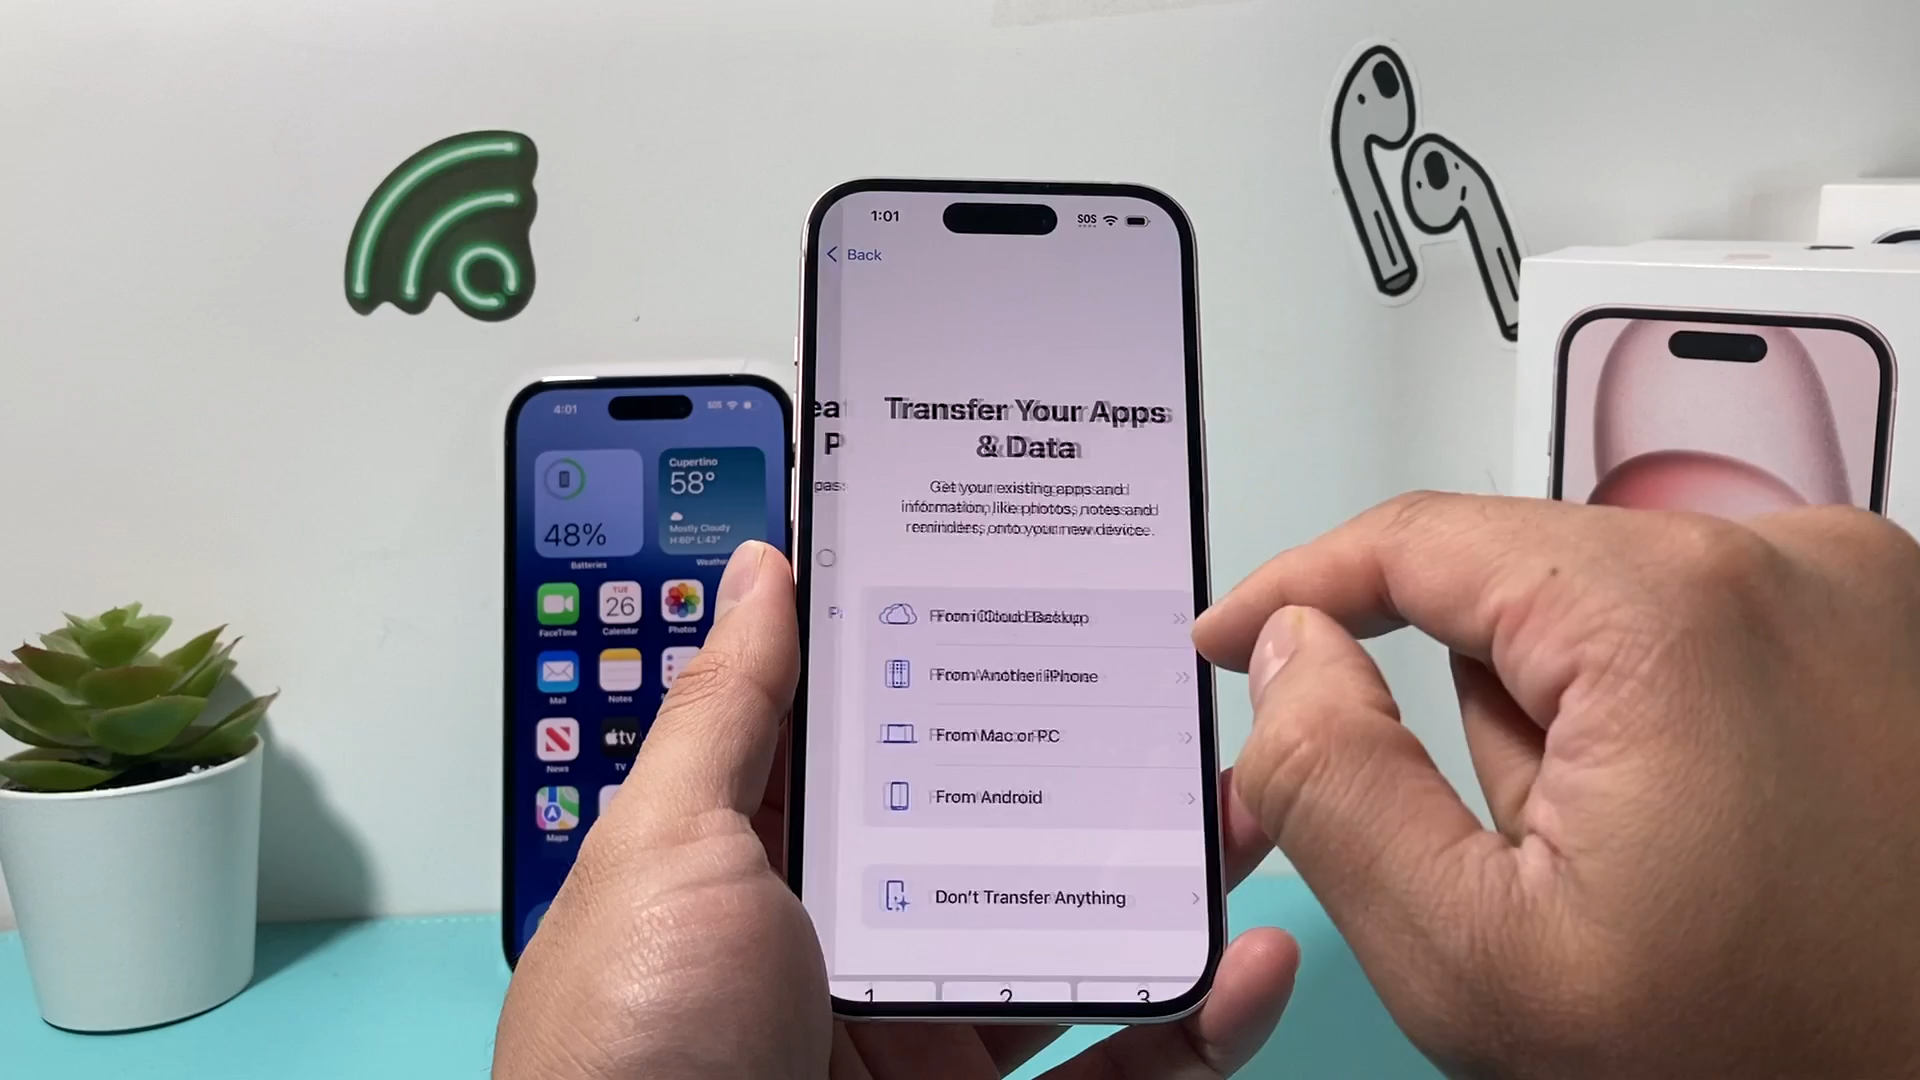 1:01
SOS
Back
Transfer Your Apps
& Data
Get your existing apps and
information, like photos, notes and
reminders, onto your new device.
From iCloud Backup
From Another iPhone
From Mac or PC
From Android
Don't Transfer Anything
1 2 3
4:01
SOS
48%
Batteries
Cupertino
58°
Mostly Cloudy
H:60° L:43°
FaceTime
TUE
26
Calendar
Photos
Mail
Notes
News
tv
TV
Maps